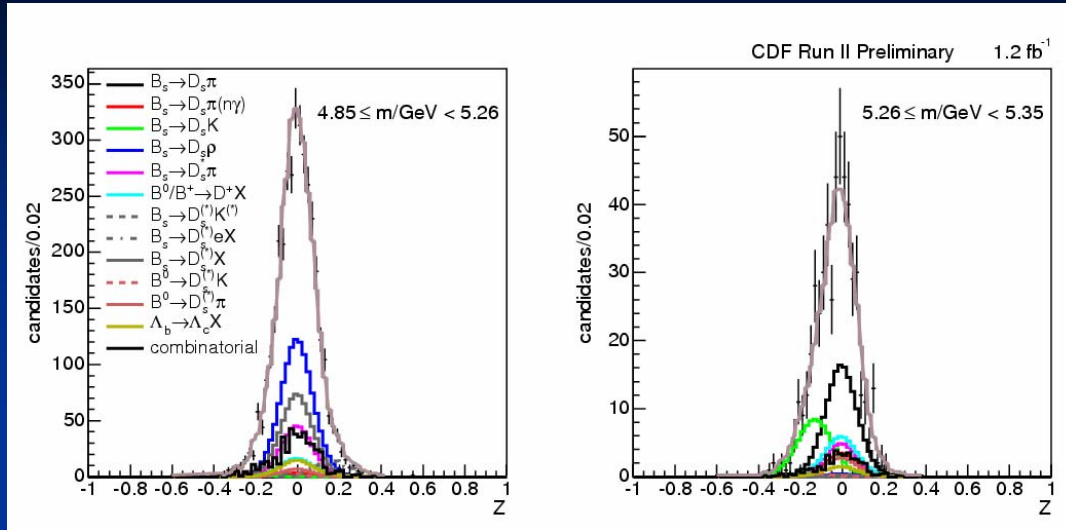 CDF Run II Preliminary 1.2 fb⁻¹
350
300
250
200
150
100
50
0
candidates/0.02
Bₛ→Dₛπ
Bₛ→Dₛπ(nγ)
Bₛ→DₛK
Bₛ→Dₛρ
Bₛ→Dₛ*π
B⁰/B⁺→D⁺X
Bₛ→Dₛ⁽*⁾K⁽*⁾
Bₛ→Dₛ⁽*⁾eX
Bₛ→Dₛ⁽*⁾X
B⁰→Dₛ⁽*⁾K
B⁰→Dₛ⁽*⁾π
Λb→ΛcX
combinatorial
4.85 ≤ m/GeV < 5.26
-1 -0.8 -0.6 -0.4 -0.2 0 0.2 0.4 0.6 0.8 1
Z
50
40
30
20
10
0
candidates/0.02
5.26 ≤ m/GeV < 5.35
-1 -0.8 -0.6 -0.4 -0.2 0 0.2 0.4 0.6 0.8 1
Z